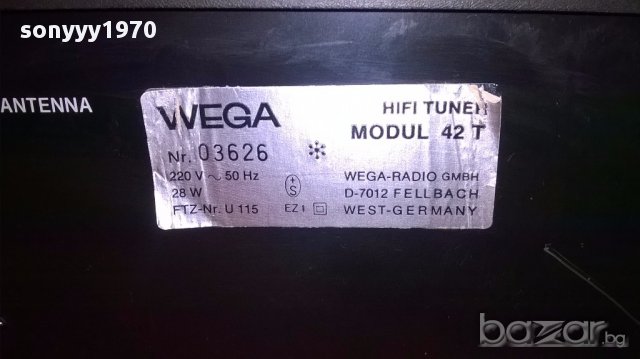 sonyyy1970
ANTENNA
WEGA
HIFI TUNER
MODUL 42 T
Nr. 03626
220 V ~ 50 Hz
28 W
FTZ-Nr. U 115
+
S
EZ I
WEGA-RADIO GMBH
D-7012 FELLBACH
WEST-GERMANY
bazar.bg